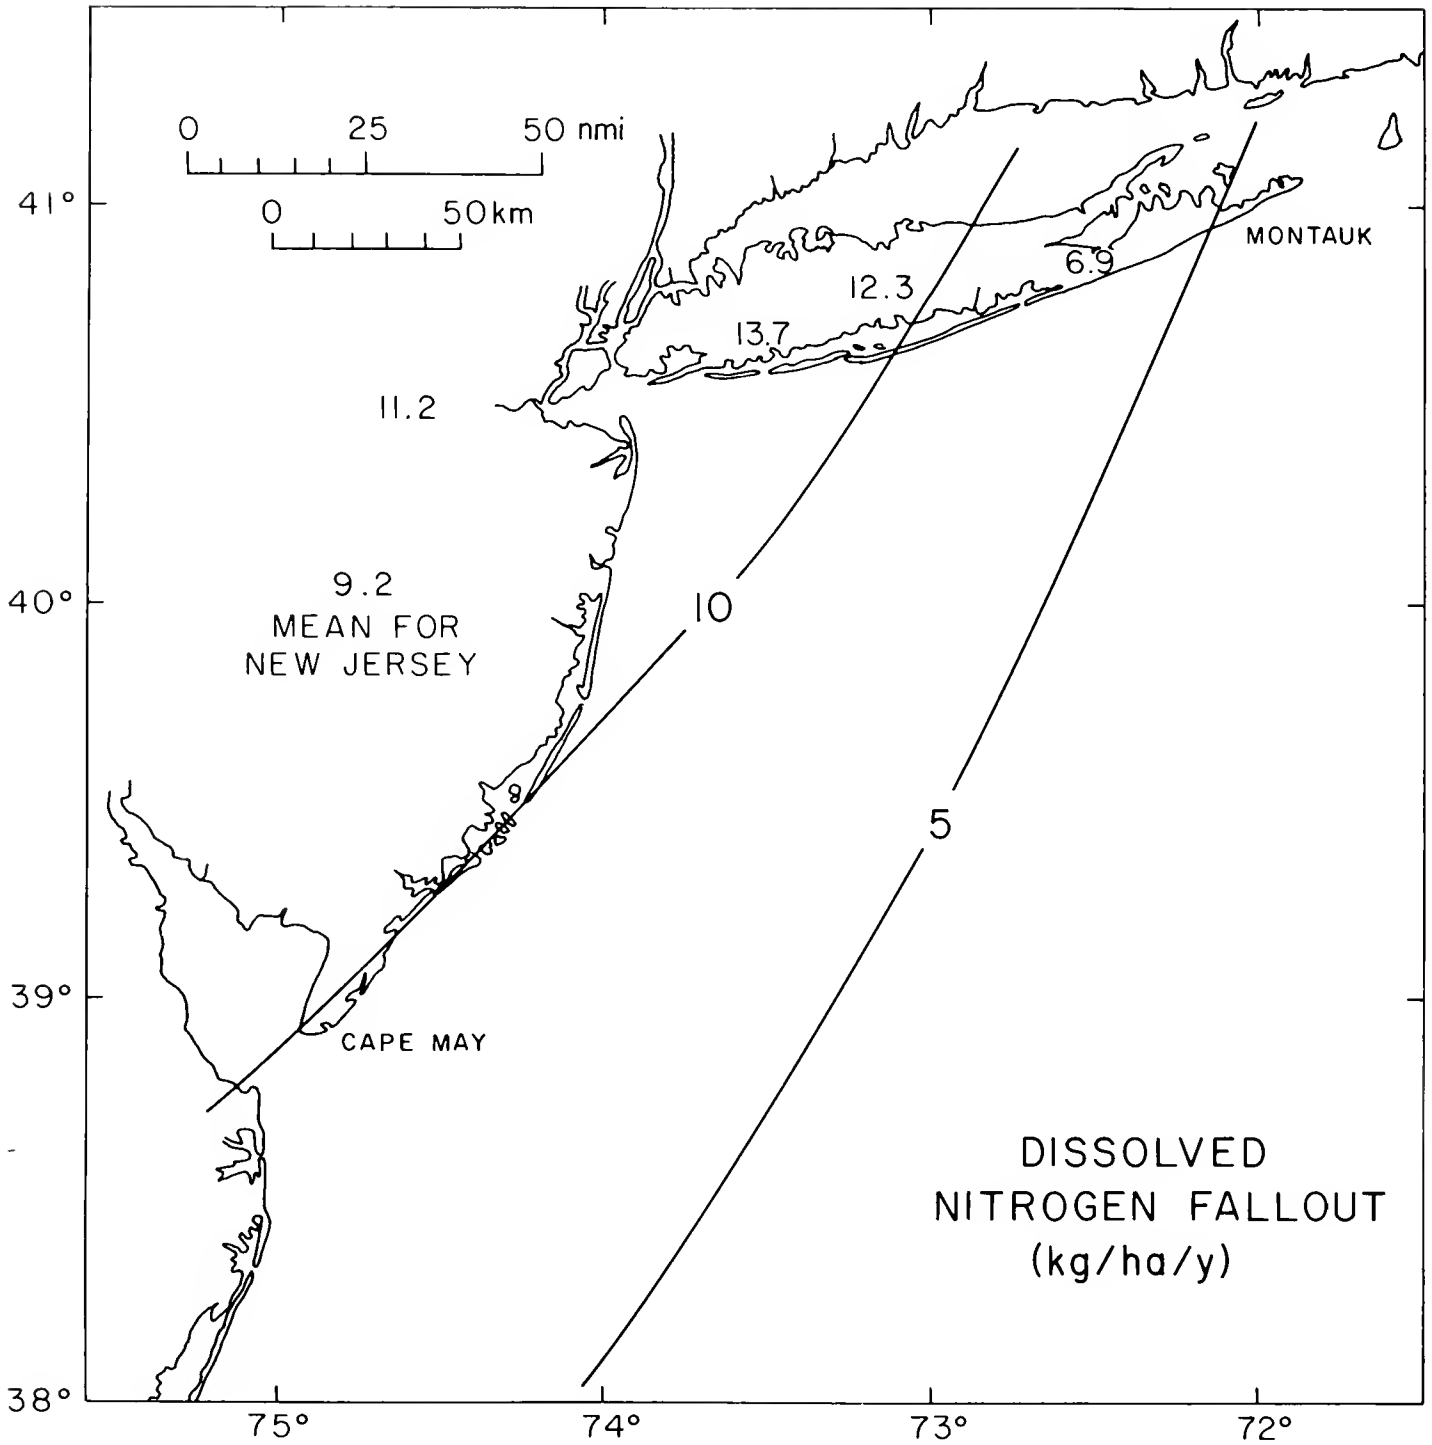 0 25 50 nmi
0 50km
41°
MONTAUK
6.9
12.3
13.7
11.2
9.2
MEAN FOR
NEW JERSEY
40°
10
5
39°
CAPE MAY
DISSOLVED
NITROGEN FALLOUT
(kg/ha/y)
38°
75° 74° 73° 72°